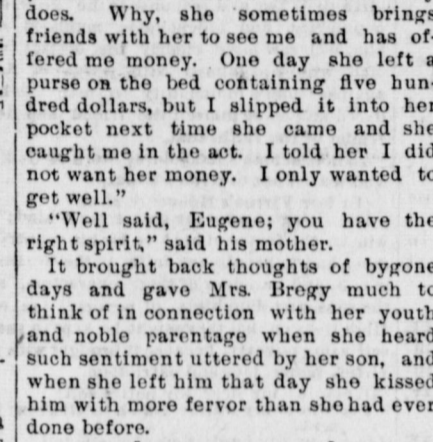 does. Why, she sometimes brings
friends with her to see me and has of-
fered me money. One day she left a
purse on the bed containing five hun-
dred dollars, but I slipped it into her
pocket next time she came and she
caught me in the act. I told her I did
not want her money. I only wanted to
get well."
"Well said, Eugene; you have the
right spirit," said his mother.
It brought back thoughts of bygone
days and gave Mrs. Bregy much to
think of in connection with her youth
and noble parentage when she heard
such sentiment uttered by her son, and
when she left him that day she kissed
him with more fervor than she had ever
done before.